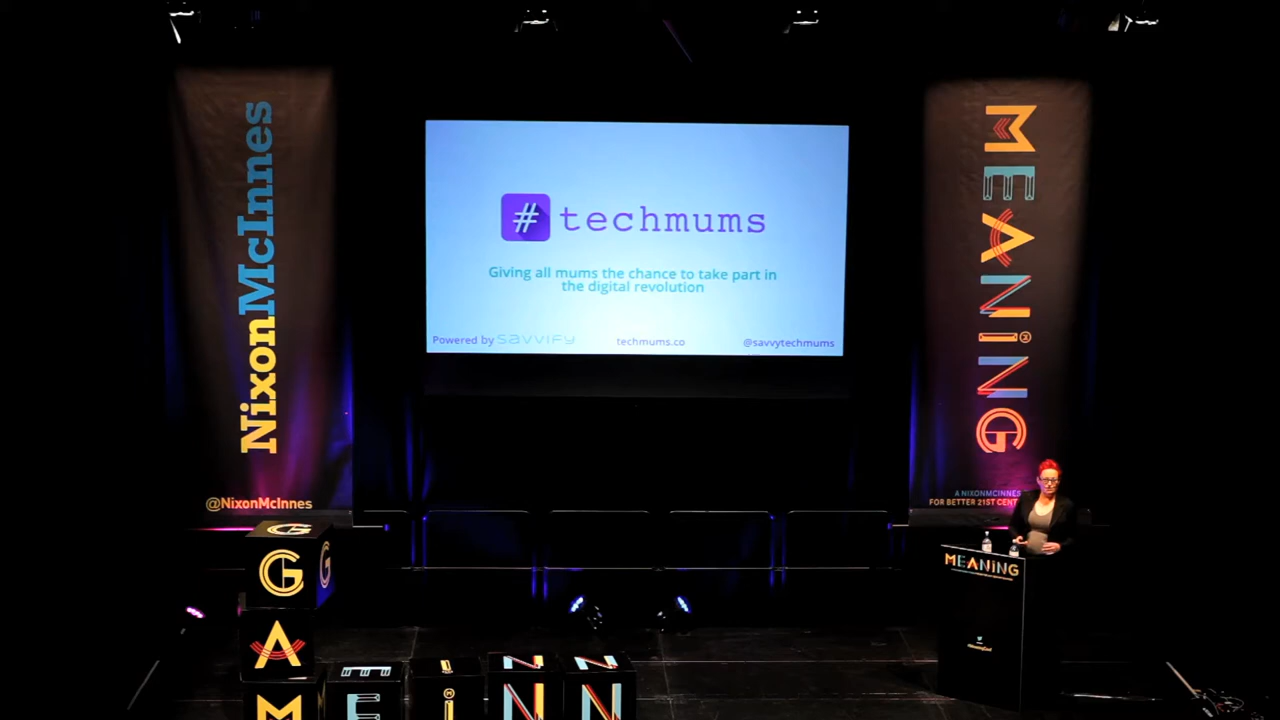 NixonMcInnes
@NixonMcInnes
# techmums
Giving all mums the chance to take part in
the digital revolution
Powered by savvify
techmums.co
@savvytechmums
MEANING
A NIXONMCINNES
FOR BETTER 21ST CENT
MEANING
G
G
G
A
M
E
E
i
i
N
N
N
N